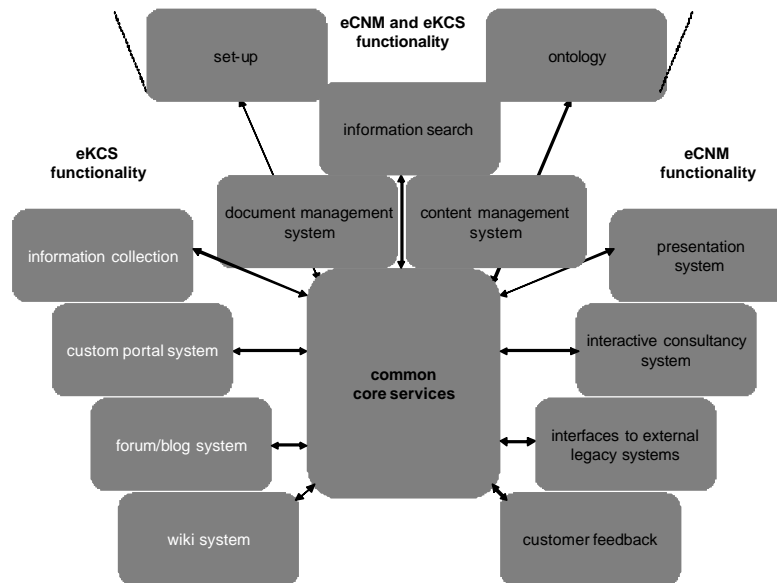 eCNM and eKCS
functionality
set-up
ontology
information search
eKCS
functionality
eCNM
functionality
document management
system
content management
system
information collection
presentation
system
custom portal system
common
core services
interactive consultancy
system
forum/blog system
interfaces to external
legacy systems
wiki system
customer feedback